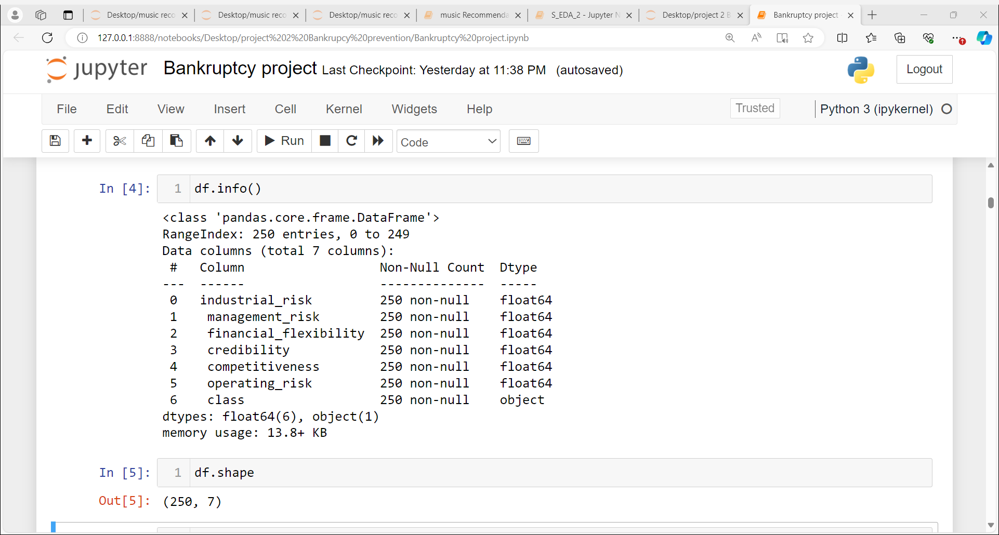 Desktop/music reco
Desktop/music reco
Desktop/music reco
music Recommenda
S_EDA_2 - Jupyter N
Desktop/project 2 B
Bankruptcy project
127.0.0.1:8888/notebooks/Desktop/project%202%20Bankrupcy%20prevention/Bankruptcy%20project.ipynb
jupyter Bankruptcy project Last Checkpoint: Yesterday at 11:38 PM (autosaved)
Logout
File Edit View Insert Cell Kernel Widgets Help Trusted Python 3 (ipykernel)
Run Code
In [4]: 1 df.info()
<class 'pandas.core.frame.DataFrame'>
RangeIndex: 250 entries, 0 to 249
Data columns (total 7 columns):
 #   Column                  Non-Null Count  Dtype
---  ------                  --------------  -----
 0   industrial_risk         250 non-null    float64
 1    management_risk        250 non-null    float64
 2    financial_flexibility  250 non-null    float64
 3    credibility            250 non-null    float64
 4    competitiveness        250 non-null    float64
 5    operating_risk         250 non-null    float64
 6    class                  250 non-null    object
dtypes: float64(6), object(1)
memory usage: 13.8+ KB
In [5]: 1 df.shape
Out[5]: (250, 7)